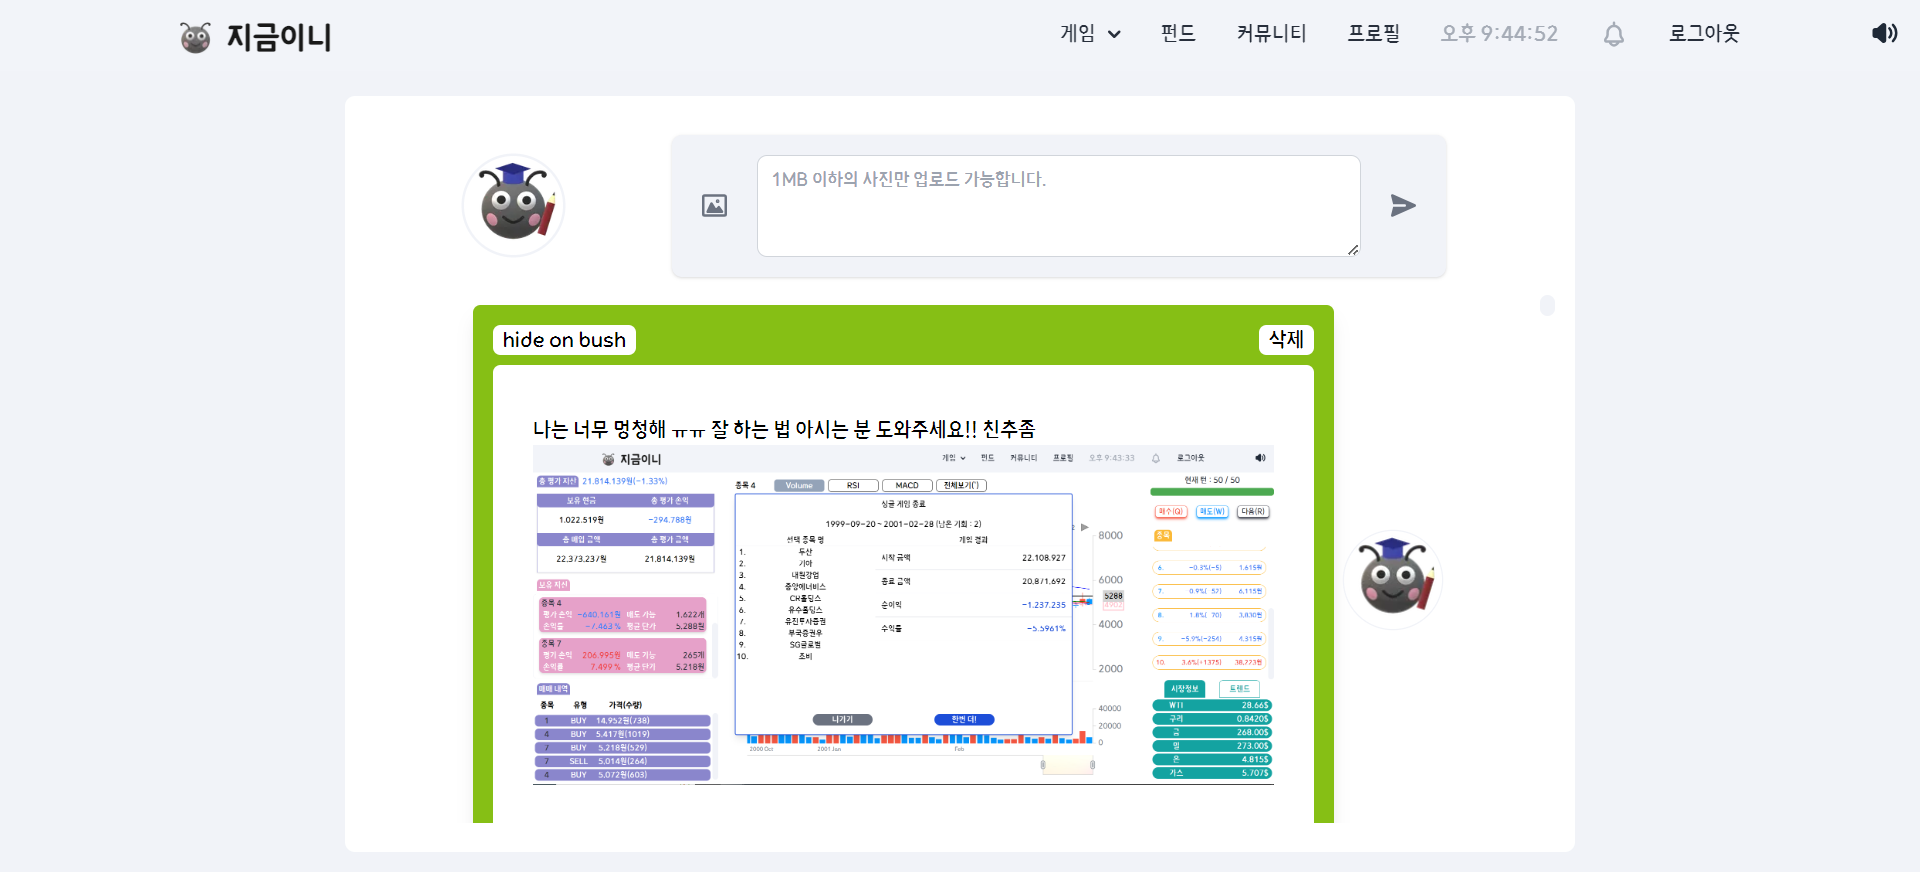 지금이니
게임 펀드 커뮤니티 프로필 오후 9:44:52 로그아웃
1MB 이하의 사진만 업로드 가능합니다.
hide on bush 삭제
나는 너무 멍청해 ㅠㅠ 잘 하는 법 아시는 분 도와주세요!! 친추좀
지금이니 게임 펀드 커뮤니티 프로필 오후 9:43:33 로그아웃
총 평가 자산 21.814.139원(-1.33%)
보유 현금 총 평가 손익
1.022.519원 -294.788원
총 매입 금액 총 평가 금액
22.373.237원 21.814.139원
보유 자산
종목 4
평가 손익 -640.161원 매도 가능 1.622개
손익률 -7.463 % 평균 단가 5.288원
종목 7
평가 손익 206.995원 매도 가능 265개
손익률 7.499 % 평균 단가 5.218원
매매 내역
종목 유형 가격(수량)
1 BUY 14.952원(738)
4 BUY 5.417원(1019)
7 BUY 5.218원(529)
7 SELL 5.014원(264)
4 BUY 5.072원(603)
종목 4 Volume RSI MACD 전체보기(`)
싱글 게임 종료
1999-09-20 ~ 2001-02-28 (남은 기회 : 2)
선택 종목 명 게임 결과
1. 두산
2. 기아
3. 대원강업
4. 중앙에너비스
5. CR홀딩스
6. 유수홀딩스
7. 유진투자증권
8. 부국증권우
9. SG글로벌
10. 조비
시작 금액 22.108.927
종료 금액 20.871.692
순이익 -1.237.235
수익률 -5.5961%
나가기 한번 더!
8000
6000
5288
4902
4000
2000
40000
20000
0
2000 Oct 2001 Jan Feb
현재 턴 : 50 / 50
매수(Q) 매도(W) 다음(R)
종목
6. -0.3%(-5) 1.615원
7. 0.9%( 57) 6,115원
8. 1.8%( 70) 3,830원
9. -5.9%(-254) 4.315원
10. 3.6%(+1375) 38,723원
시장정보 트렌드
WTI 28.66$
구리 0.8420$
금 268.00$
밀 273.00$
은 4.815$
가스 5.707$